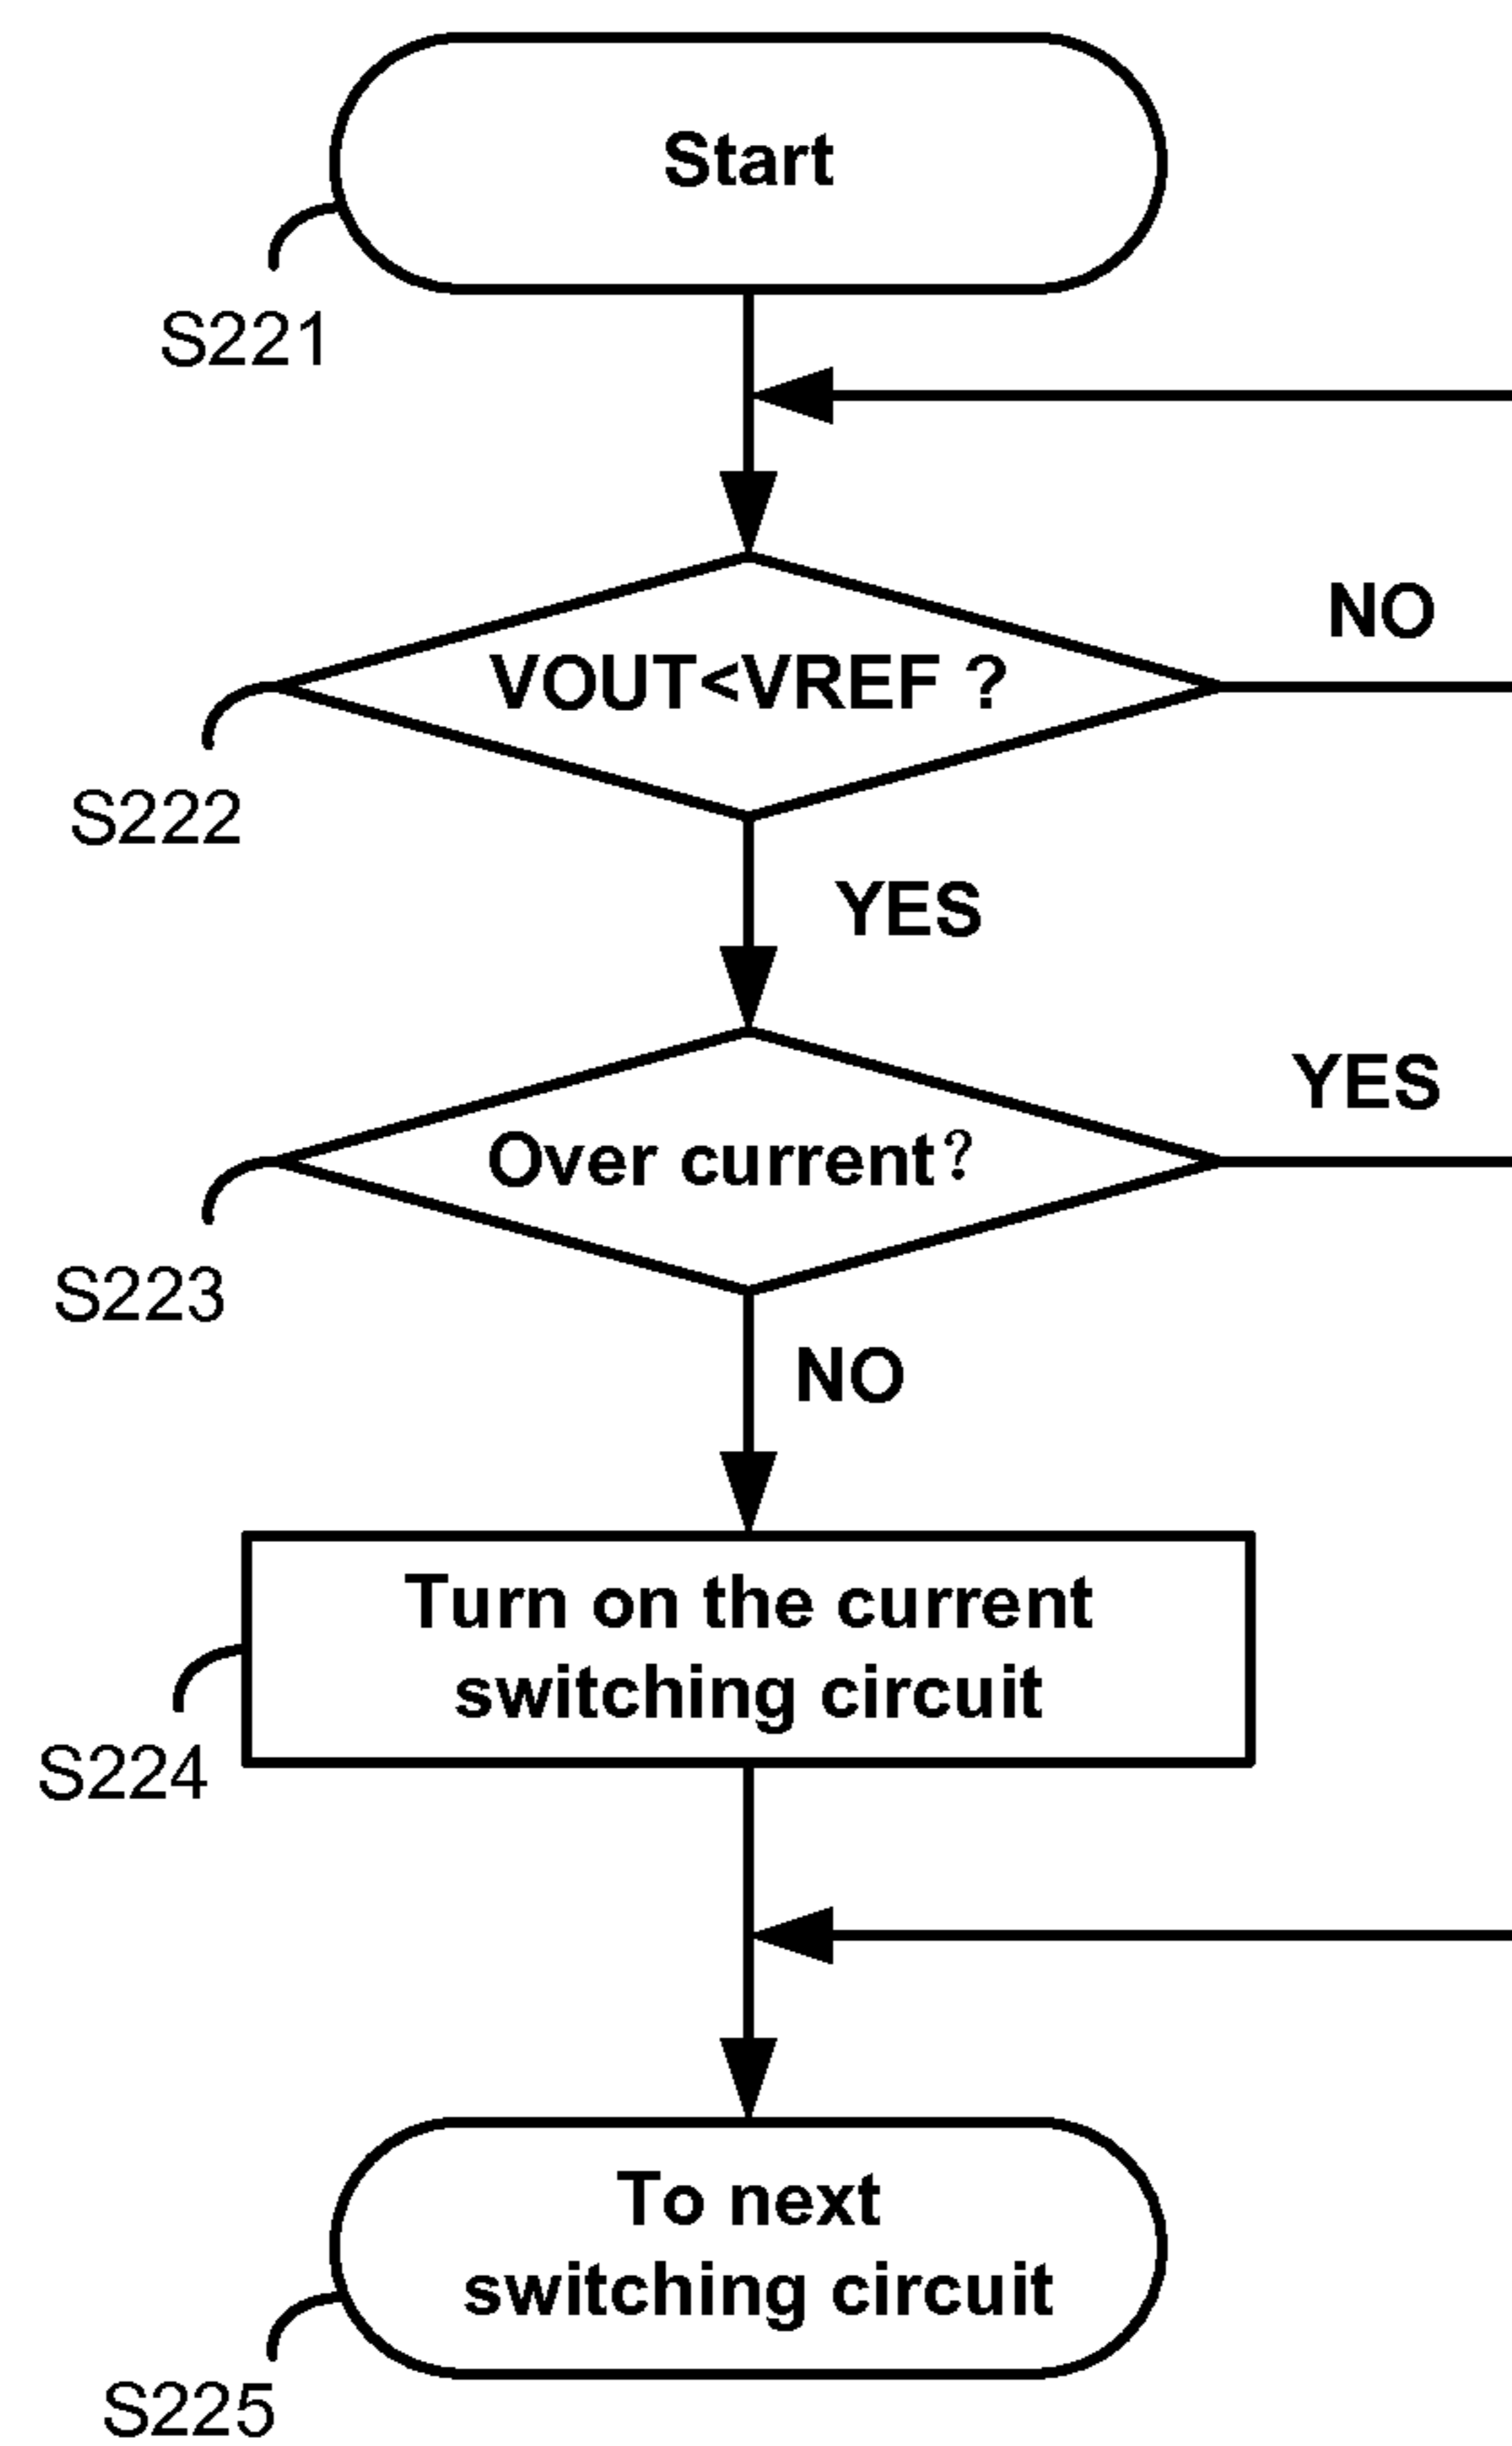 Start
S221
VOUT<VREF ?
NO
S222
YES
Over current?
YES
S223
NO
Turn on the current
switching circuit
S224
To next
switching circuit
S225